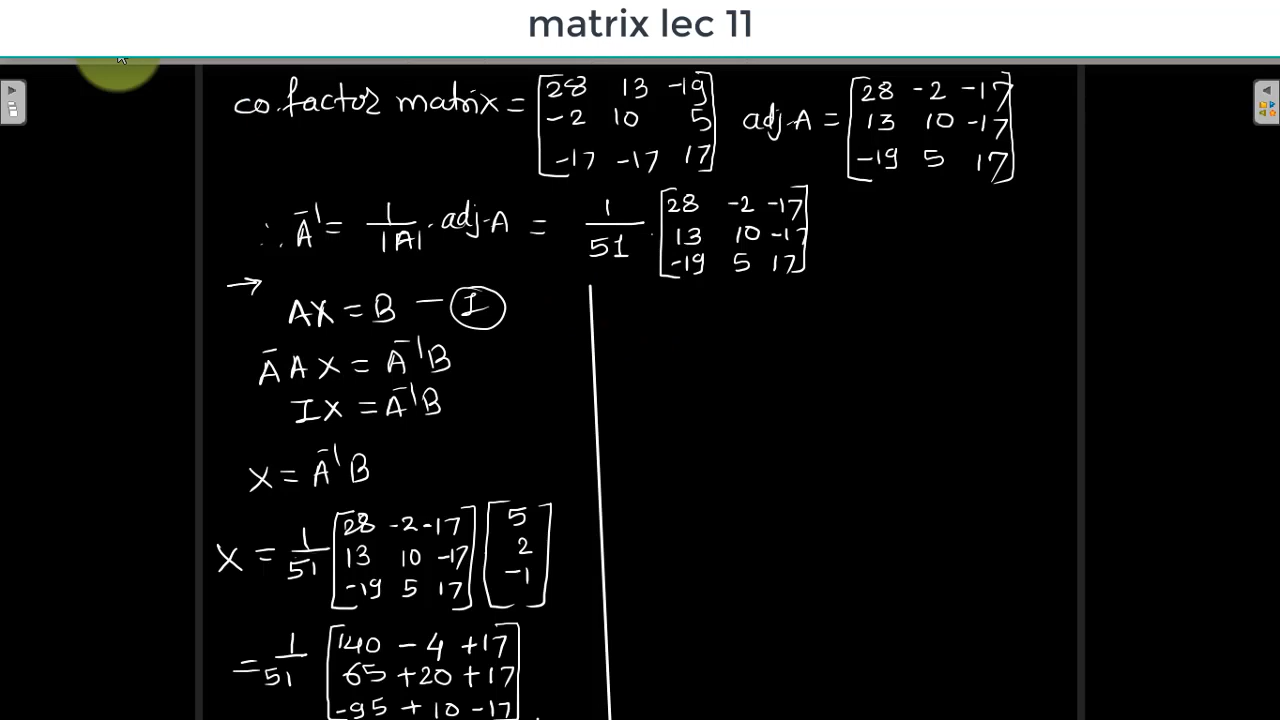 matrix lec 11
co.factor matrix = [28 13 -19
-2 10 5
-17 -17 17] adj-A = [28 -2 -17
13 10 -17
-19 5 17]
∴ A⁻¹ = 1/|A| · adj-A = 1/51 · [28 -2 -17
13 10 -17
-19 5 17]
→
AX = B — I
A⁻ A X = A⁻¹B
IX = A⁻¹B
X = A⁻¹B
X = 1/51 [28 -2 -17
13 10 -17
-19 5 17] [5
2
-1]
= 1/51 [140 - 4 + 17
65 + 20 + 17
-95 + 10 - 17